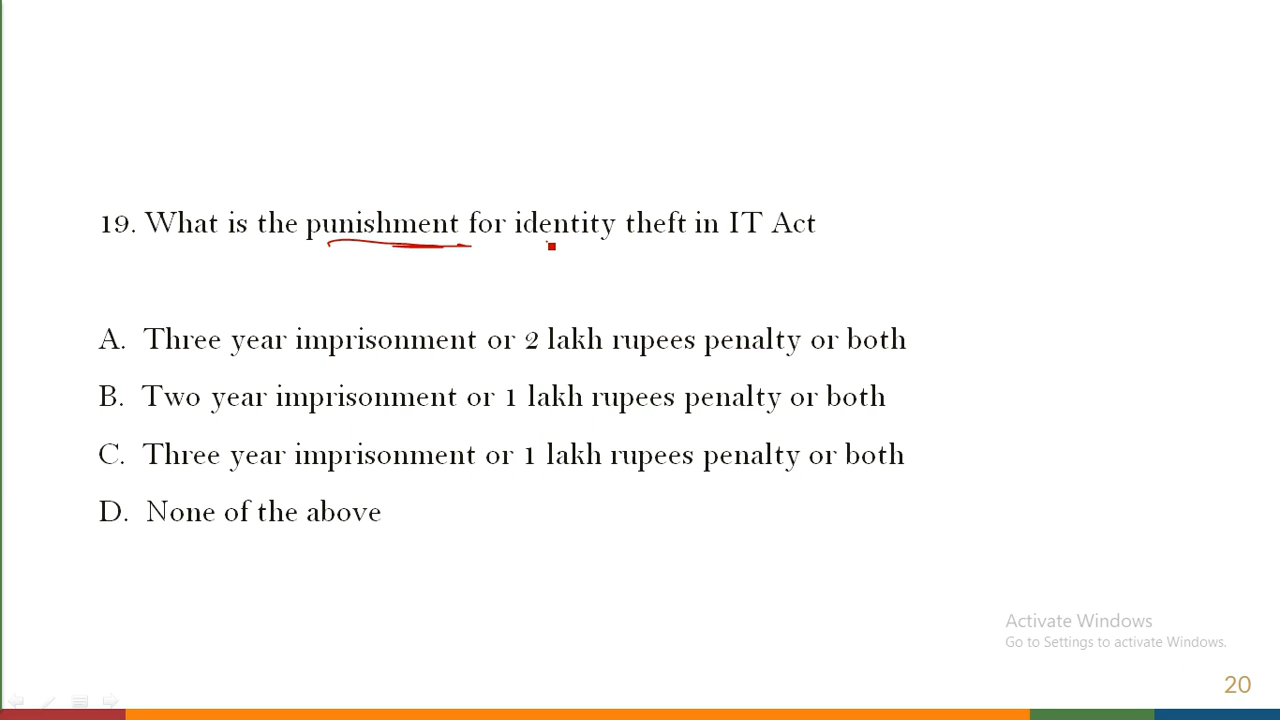 19. What is the punishment for identity theft in IT Act
A. Three year imprisonment or 2 lakh rupees penalty or both
B. Two year imprisonment or 1 lakh rupees penalty or both
C. Three year imprisonment or 1 lakh rupees penalty or both
D. None of the above
Activate Windows
Go to Settings to activate Windows.
20